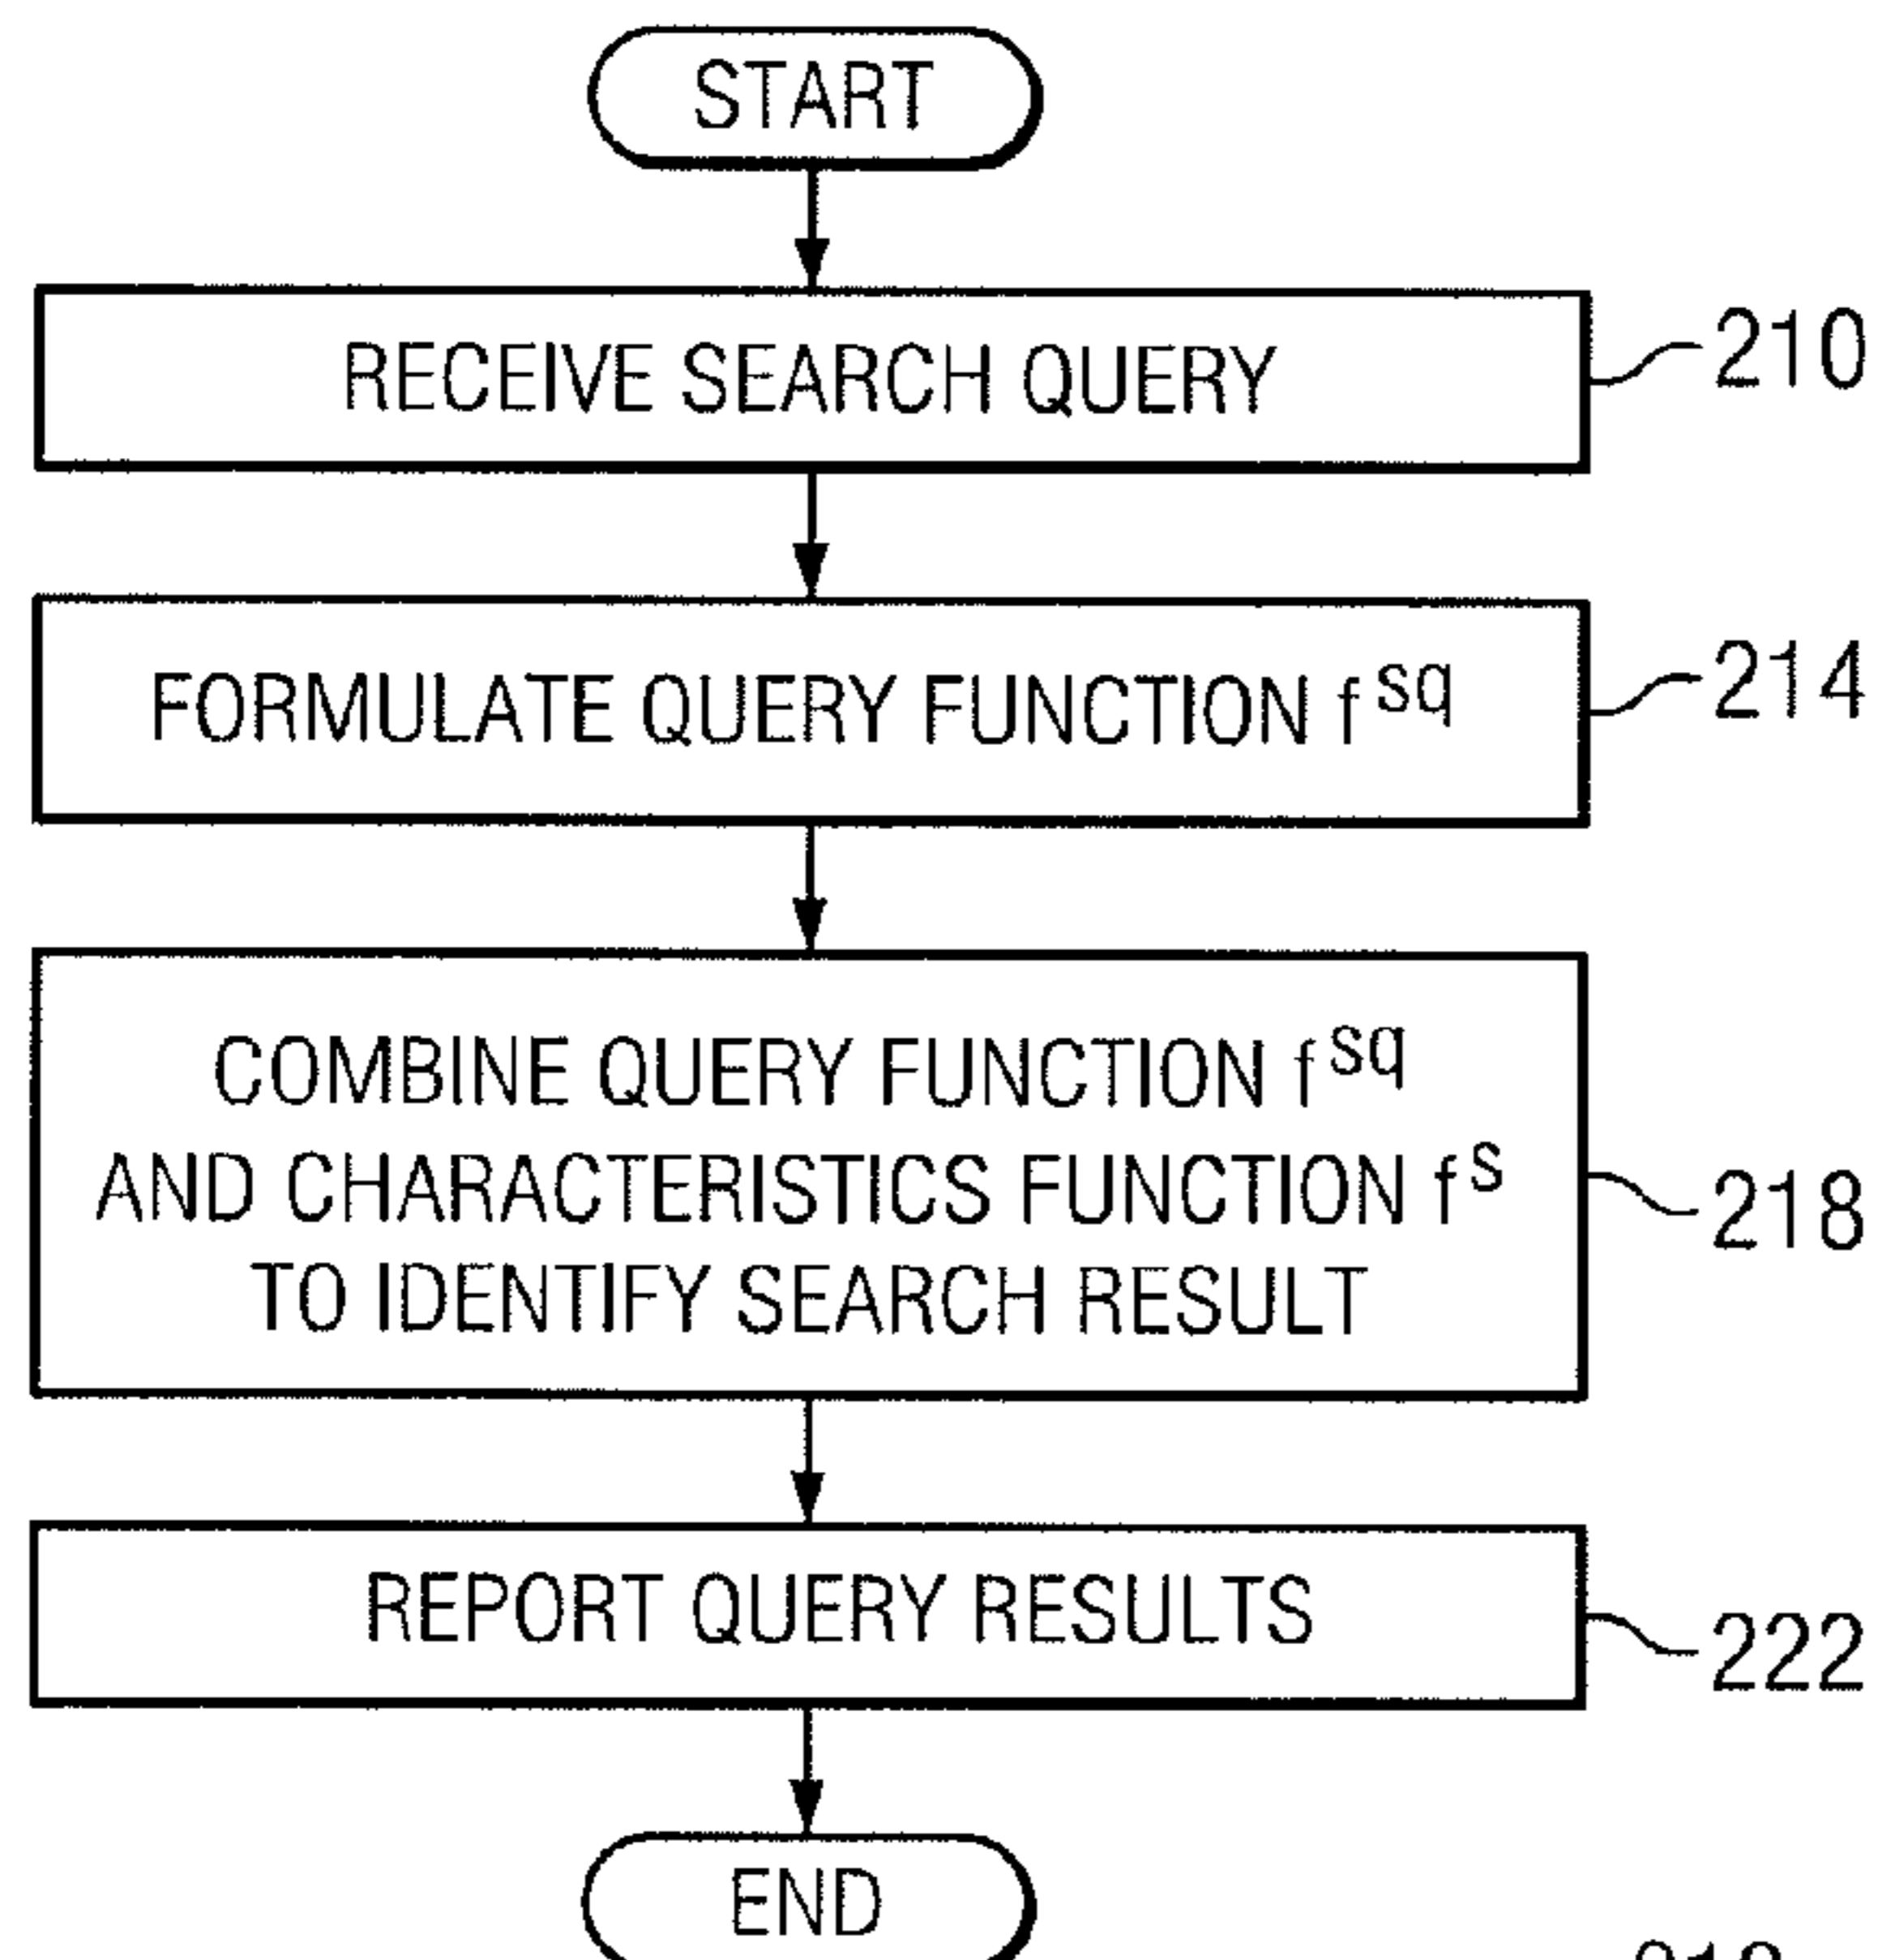 START
RECEIVE SEARCH QUERY
210
FORMULATE QUERY FUNCTION f^sq
214
COMBINE QUERY FUNCTION f^sq
AND CHARACTERISTICS FUNCTION f^s
TO IDENTIFY SEARCH RESULT
218
REPORT QUERY RESULTS
222
END